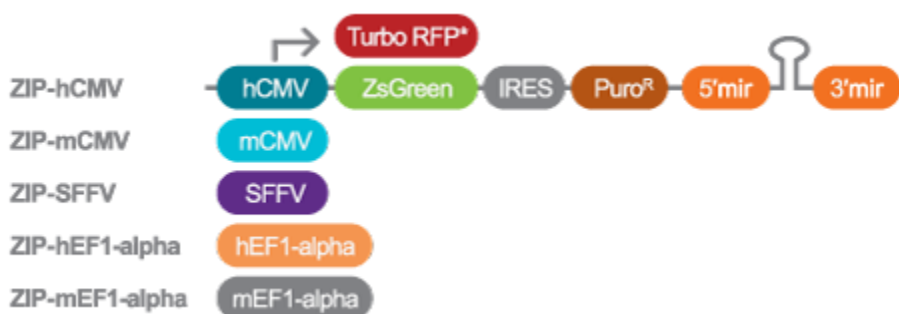 Turbo RFP*
ZIP-hCMV hCMV ZsGreen IRES Puroᴿ 5'mir 3'mir
ZIP-mCMV mCMV
ZIP-SFFV SFFV
ZIP-hEF1-alpha hEF1-alpha
ZIP-mEF1-alpha mEF1-alpha